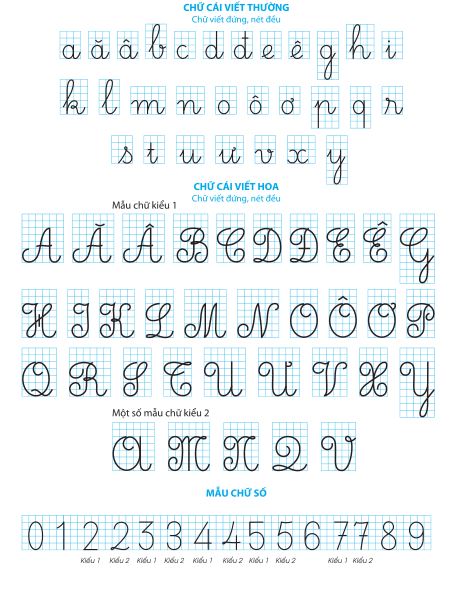 CHỮ CÁI VIẾT THƯỜNG
Chữ viết đứng, nét đều
a ă â b c d đ e ê g h i
k l m n o ô ơ p q r
s t u ư v x y
CHỮ CÁI VIẾT HOA
Chữ viết đứng, nét đều
Mẫu chữ kiểu 1
A Ă Â B C D Đ E Ê G
H I K L M N O Ô Ơ P
Q R S T U Ư V X Y
Một số mẫu chữ kiểu 2
A M N Q V
MẪU CHỮ SỐ
0 1 2 2 3 3 4 4 5 5 6 7 7 8 9
Kiểu 1 Kiểu 2 Kiểu 1 Kiểu 2 Kiểu 1 Kiểu 2 Kiểu 1 Kiểu 2 Kiểu 1 Kiểu 2